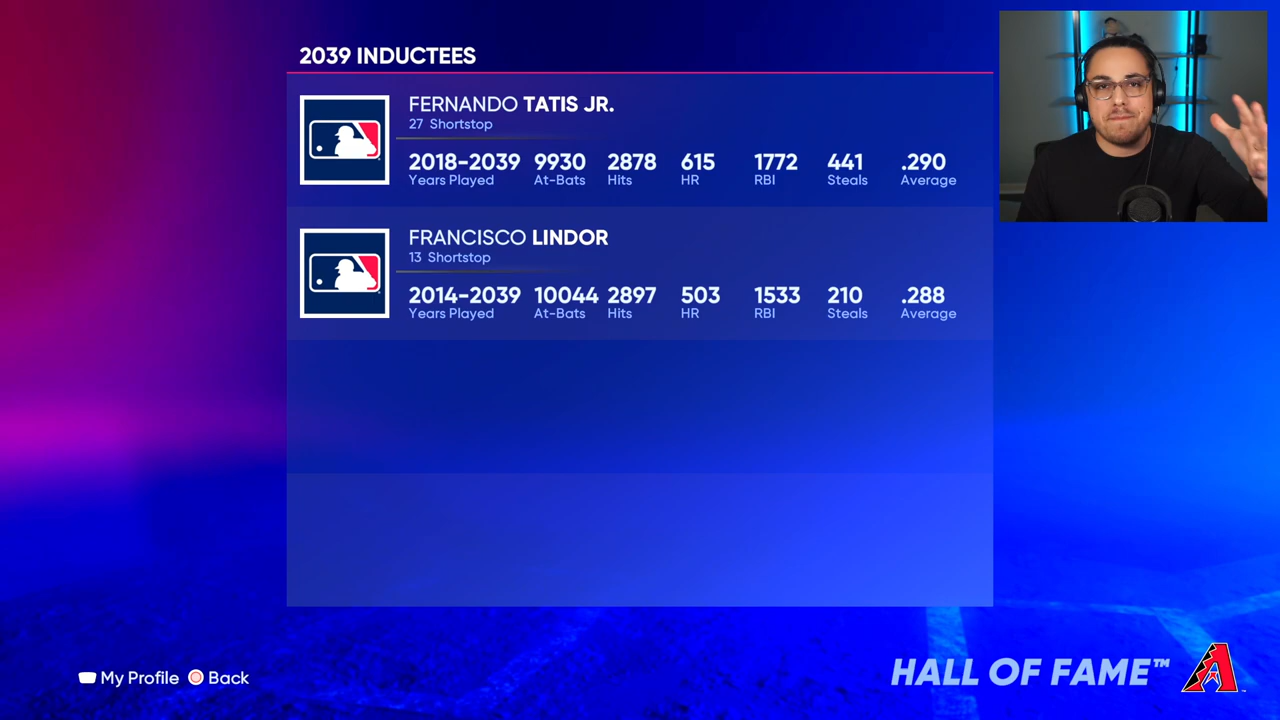 2039 INDUCTEES
FERNANDO TATIS JR.
27 Shortstop
2018-2039 9930 2878 615 1772 441 .290
Years Played At-Bats Hits HR RBI Steals Average
FRANCISCO LINDOR
13 Shortstop
2014-2039 10044 2897 503 1533 210 .288
Years Played At-Bats Hits HR RBI Steals Average
My Profile Back
HALL OF FAME™